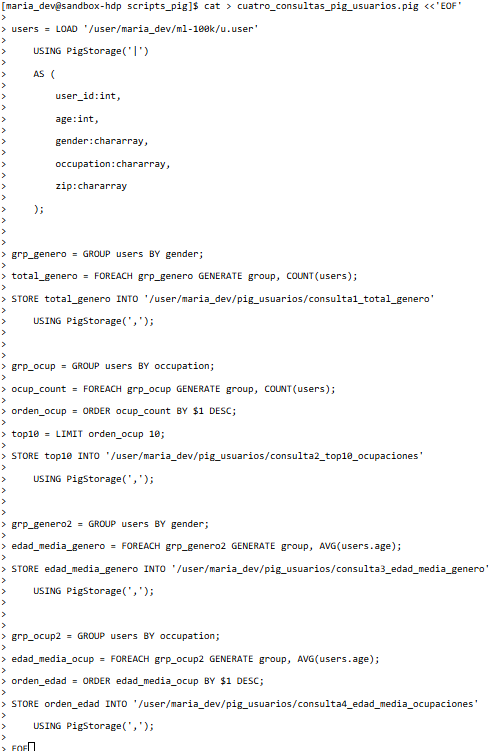 [maria_dev@sandbox-hdp scripts_pig]$ cat > cuatro_consultas_pig_usuarios.pig <<'EOF'
>
> users = LOAD '/user/maria_dev/ml-100k/u.user'
>
>     USING PigStorage('|')
>
>     AS (
>
>         user_id:int,
>
>         age:int,
>
>         gender:chararray,
>
>         occupation:chararray,
>
>         zip:chararray
>
>     );
>
>
>
> grp_genero = GROUP users BY gender;
>
> total_genero = FOREACH grp_genero GENERATE group, COUNT(users);
>
> STORE total_genero INTO '/user/maria_dev/pig_usuarios/consulta1_total_genero'
>
>     USING PigStorage(',');
>
>
>
> grp_ocup = GROUP users BY occupation;
>
> ocup_count = FOREACH grp_ocup GENERATE group, COUNT(users);
>
> orden_ocup = ORDER ocup_count BY $1 DESC;
>
> top10 = LIMIT orden_ocup 10;
>
> STORE top10 INTO '/user/maria_dev/pig_usuarios/consulta2_top10_ocupaciones'
>
>     USING PigStorage(',');
>
>
>
> grp_genero2 = GROUP users BY gender;
>
> edad_media_genero = FOREACH grp_genero2 GENERATE group, AVG(users.age);
>
> STORE edad_media_genero INTO '/user/maria_dev/pig_usuarios/consulta3_edad_media_genero'
>
>     USING PigStorage(',');
>
>
>
> grp_ocup2 = GROUP users BY occupation;
>
> edad_media_ocup = FOREACH grp_ocup2 GENERATE group, AVG(users.age);
>
> orden_edad = ORDER edad_media_ocup BY $1 DESC;
>
> STORE orden_edad INTO '/user/maria_dev/pig_usuarios/consulta4_edad_media_ocupaciones'
>
>     USING PigStorage(',');
>
> EOF